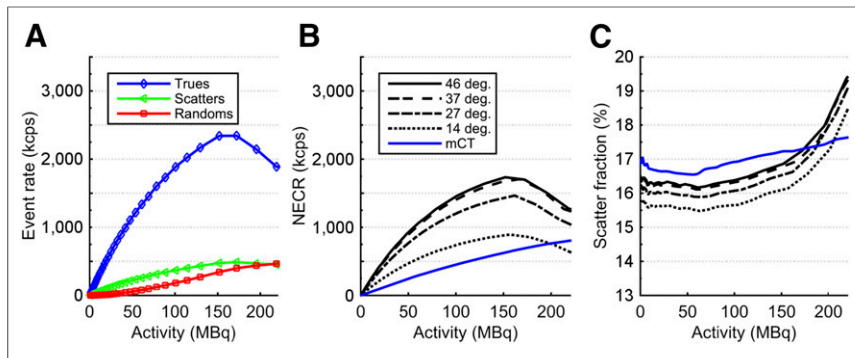 A
Event rate (kcps)
3,000
2,000
1,000
0
0 50 100 150 200
Activity (MBq)
Trues
Scatters
Randoms
B
NECR (kcps)
3,000
2,000
1,000
0
0 50 100 150 200
Activity (MBq)
46 deg.
37 deg.
27 deg.
14 deg.
mCT
C
Scatter fraction (%)
20
19
18
17
16
15
14
13
0 50 100 150 200
Activity (MBq)